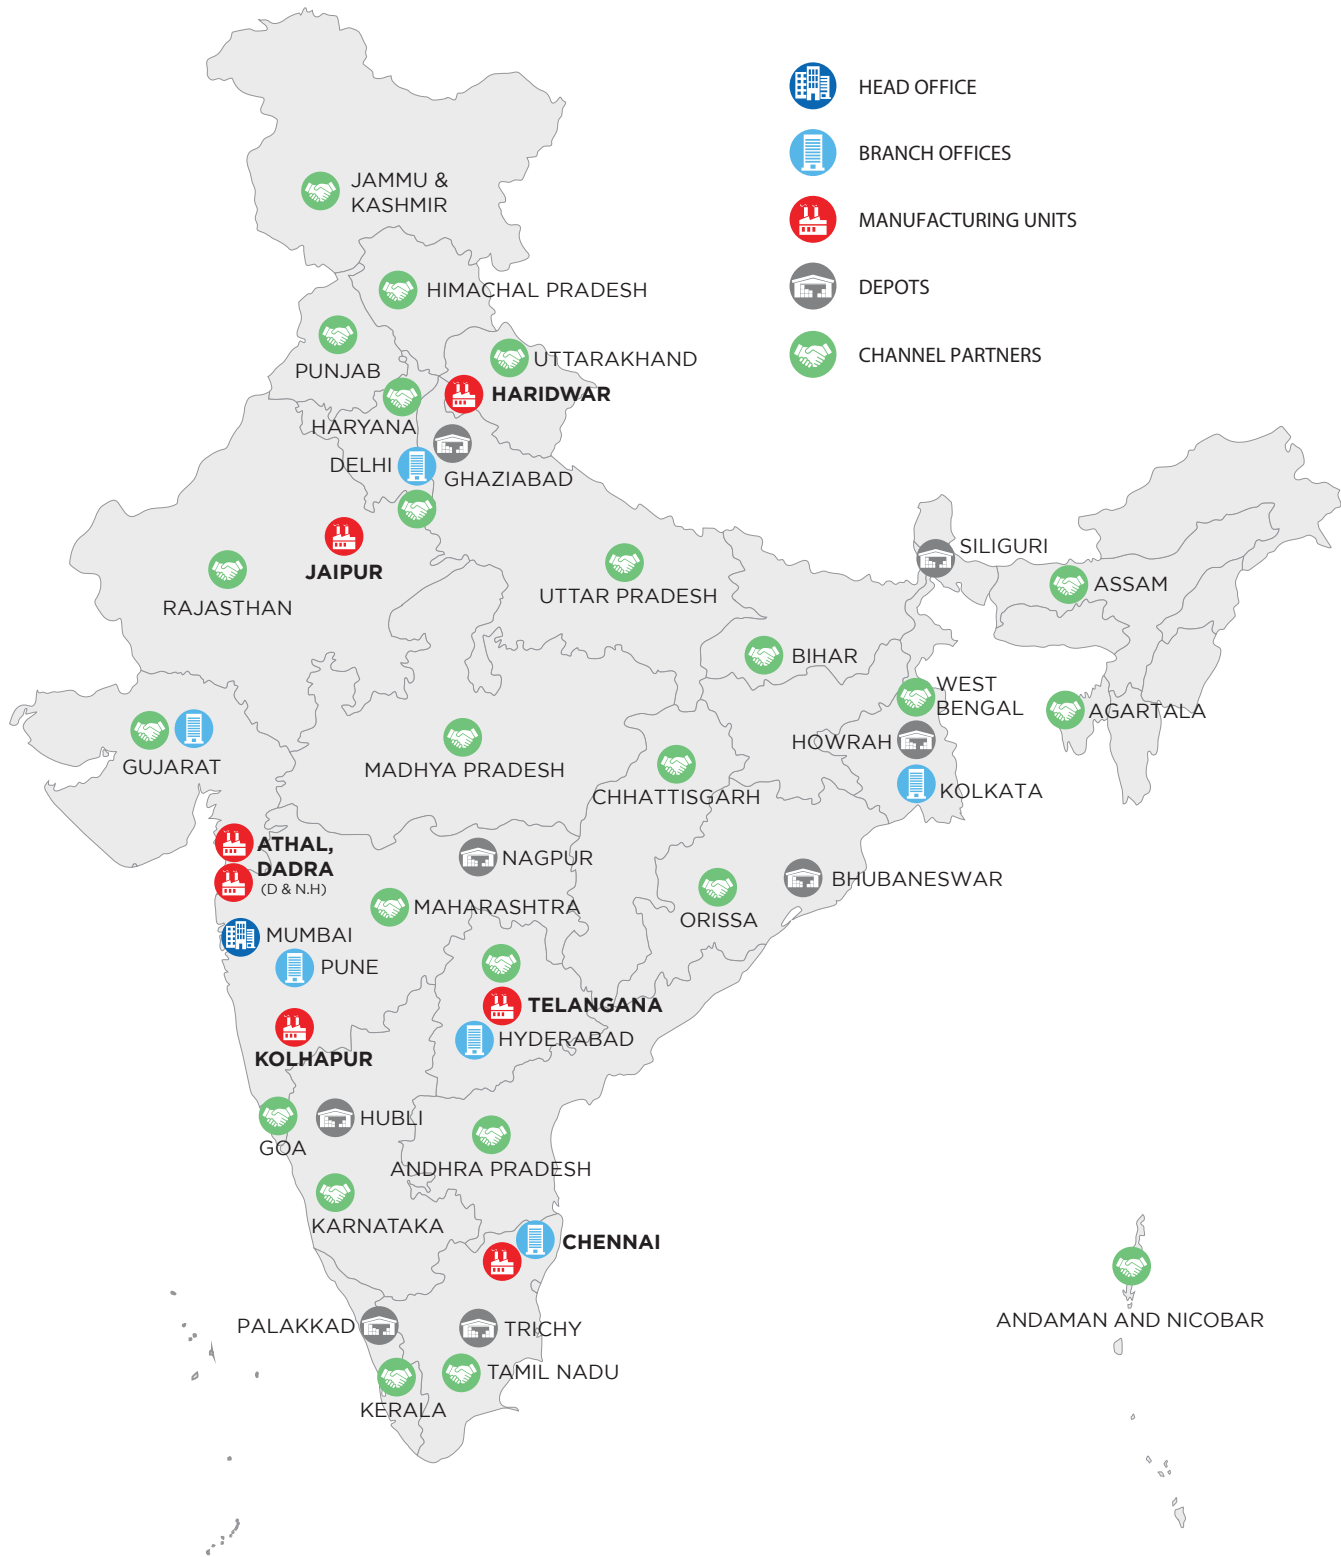 HEAD OFFICE
BRANCH OFFICES
MANUFACTURING UNITS
DEPOTS
CHANNEL PARTNERS
JAMMU &
KASHMIR
HIMACHAL PRADESH
PUNJAB
UTTARAKHAND
HARIDWAR
HARYANA
DELHI
GHAZIABAD
JAIPUR
RAJASTHAN
UTTAR PRADESH
SILIGURI
ASSAM
BIHAR
WEST
BENGAL
AGARTALA
HOWRAH
KOLKATA
GUJARAT
MADHYA PRADESH
CHHATTISGARH
ATHAL,
DADRA
(D & N.H)
NAGPUR
BHUBANESWAR
MAHARASHTRA
ORISSA
MUMBAI
PUNE
TELANGANA
HYDERABAD
KOLHAPUR
HUBLI
GOA
ANDHRA PRADESH
KARNATAKA
CHENNAI
ANDAMAN AND NICOBAR
PALAKKAD
TRICHY
TAMIL NADU
KERALA